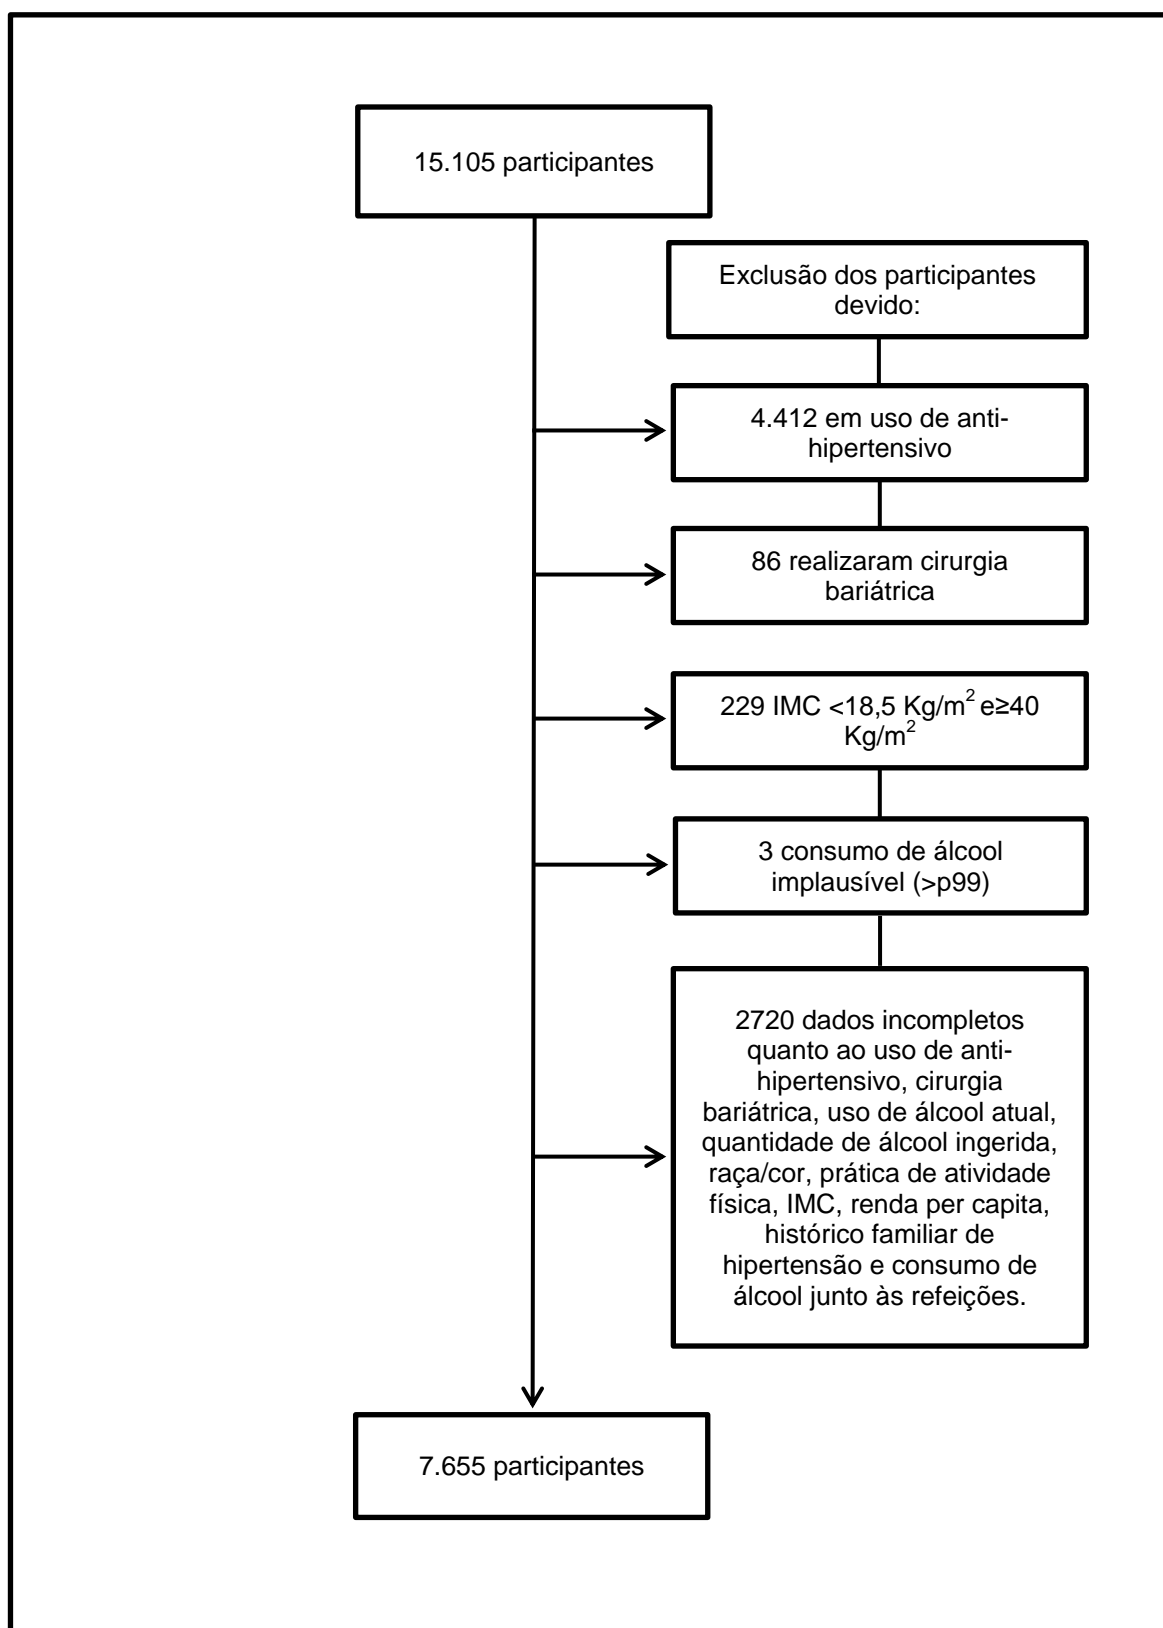 15.105 participantes
Exclusão dos participantes
devido:
4.412 em uso de anti-
hipertensivo
86 realizaram cirurgia
bariátrica
229 IMC <18,5 Kg/m² e≥40
Kg/m²
3 consumo de álcool
implausível (>p99)
2720 dados incompletos
quanto ao uso de anti-
hipertensivo, cirurgia
bariátrica, uso de álcool atual,
quantidade de álcool ingerida,
raça/cor, prática de atividade
física, IMC, renda per capita,
histórico familiar de
hipertensão e consumo de
álcool junto às refeições.
7.655 participantes